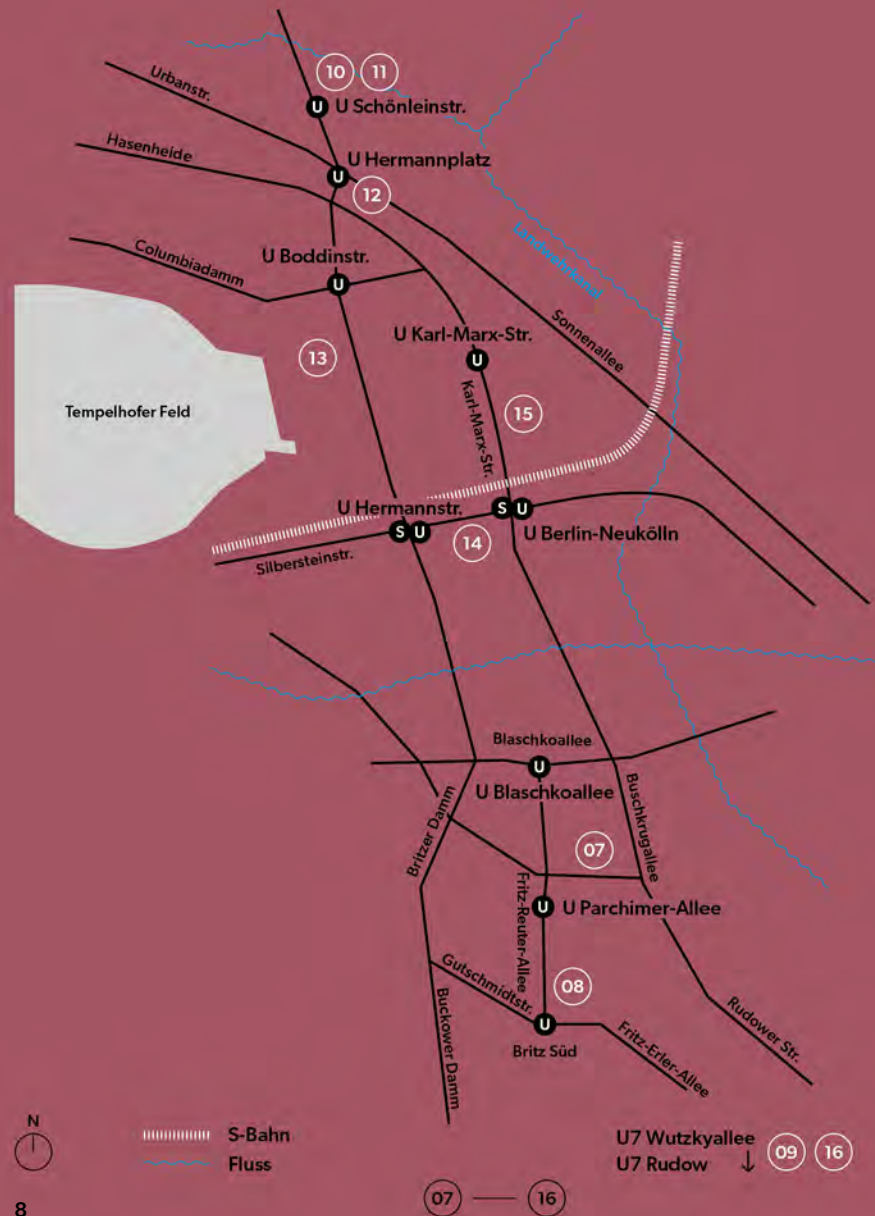 10 11
U U Schönleinstr.
Urbanstr.
Hasenheide
U Hermannplatz
U
12
Columbiadamm
U Boddinstr.
U
Landwehrkanal
Sonnenallee
13
U Karl-Marx-Str.
U
Tempelhofer Feld
Karl-Marx-Str.
15
U Hermannstr.
S U
S U
U Berlin-Neukölln
14
Silbersteinstr.
Blaschkoallee
U
U Blaschkoallee
Britzer Damm
Buschkrugallee
07
Fritz-Reuter-Allee
U U Parchimer-Allee
Gutschmidtstr.
08
Buckower Damm
U
Britz Süd
Fritz-Erler-Allee
Rudower Str.
N
S-Bahn
Fluss
U7 Wutzkyallee
U7 Rudow ↓ 09 16
07 — 16
8